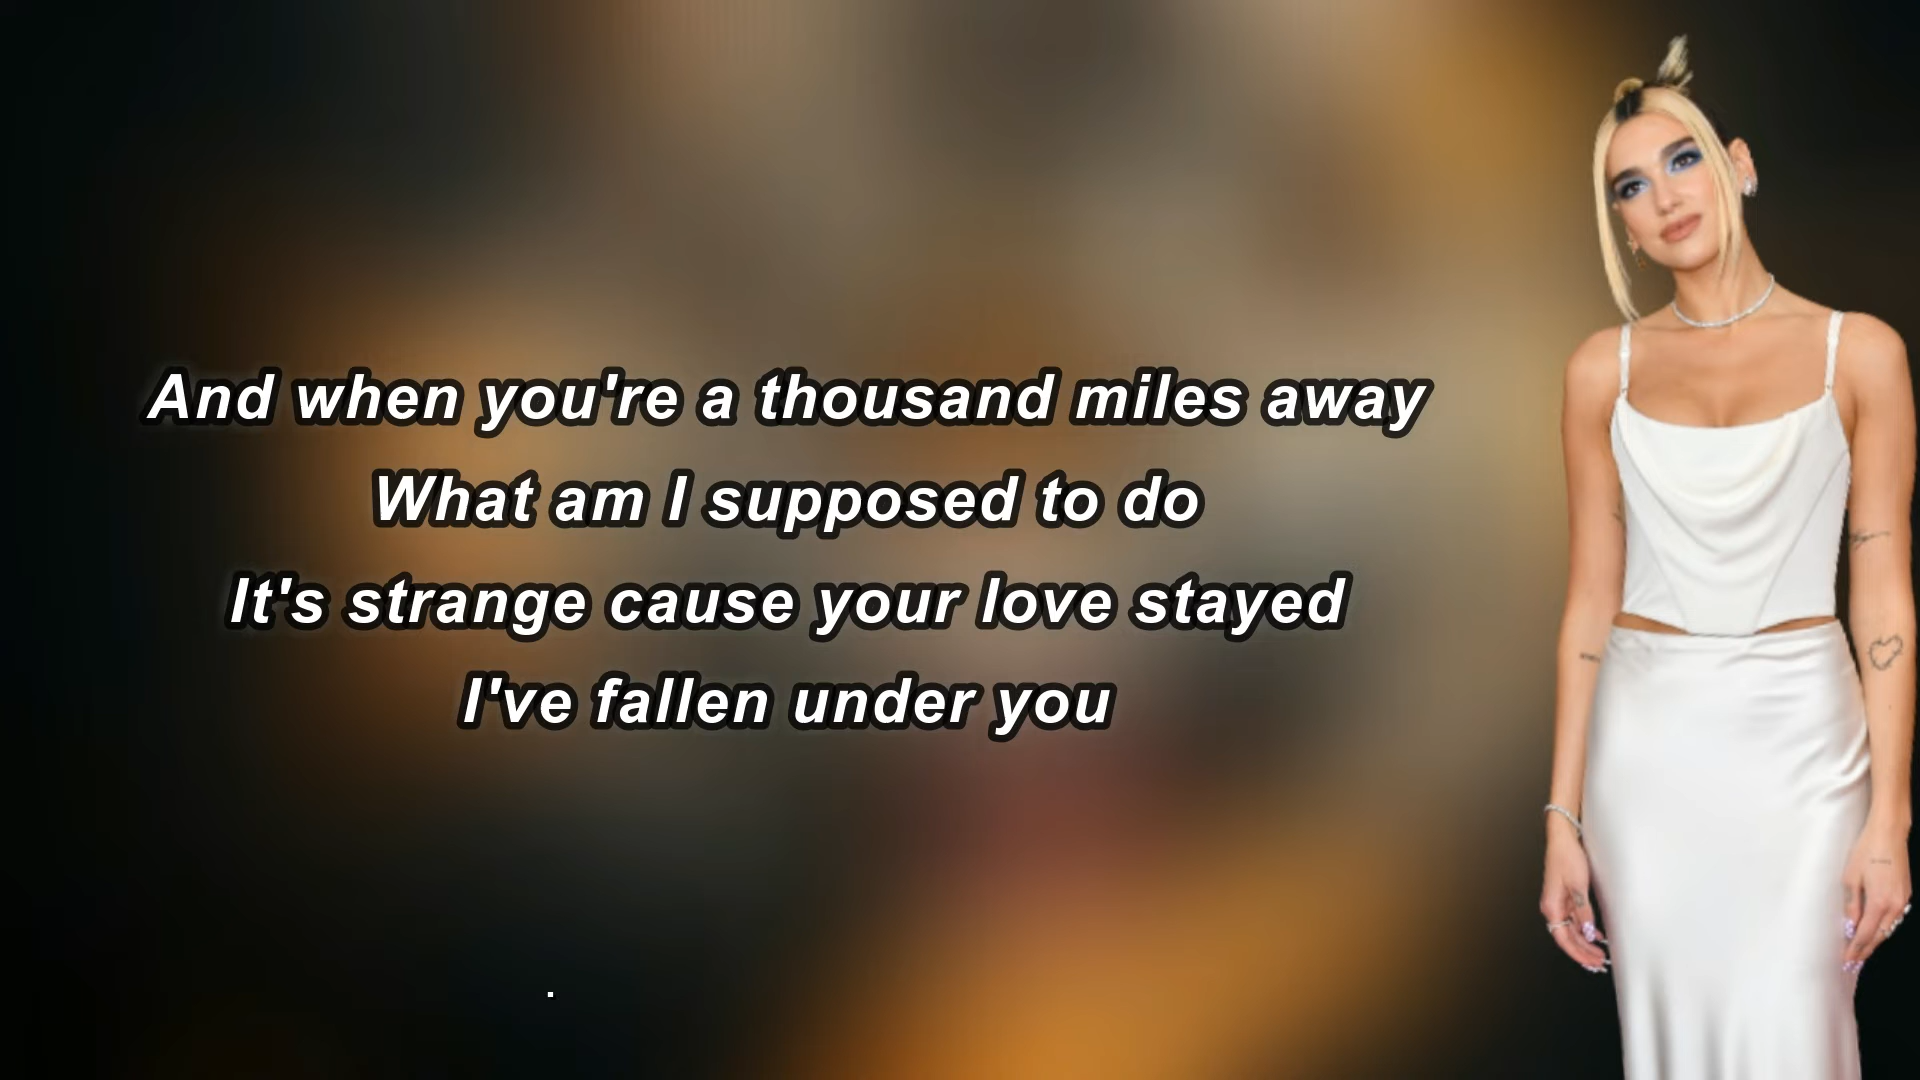 And when you're a thousand miles away
What am I supposed to do
It's strange cause your love stayed
I've fallen under you
.